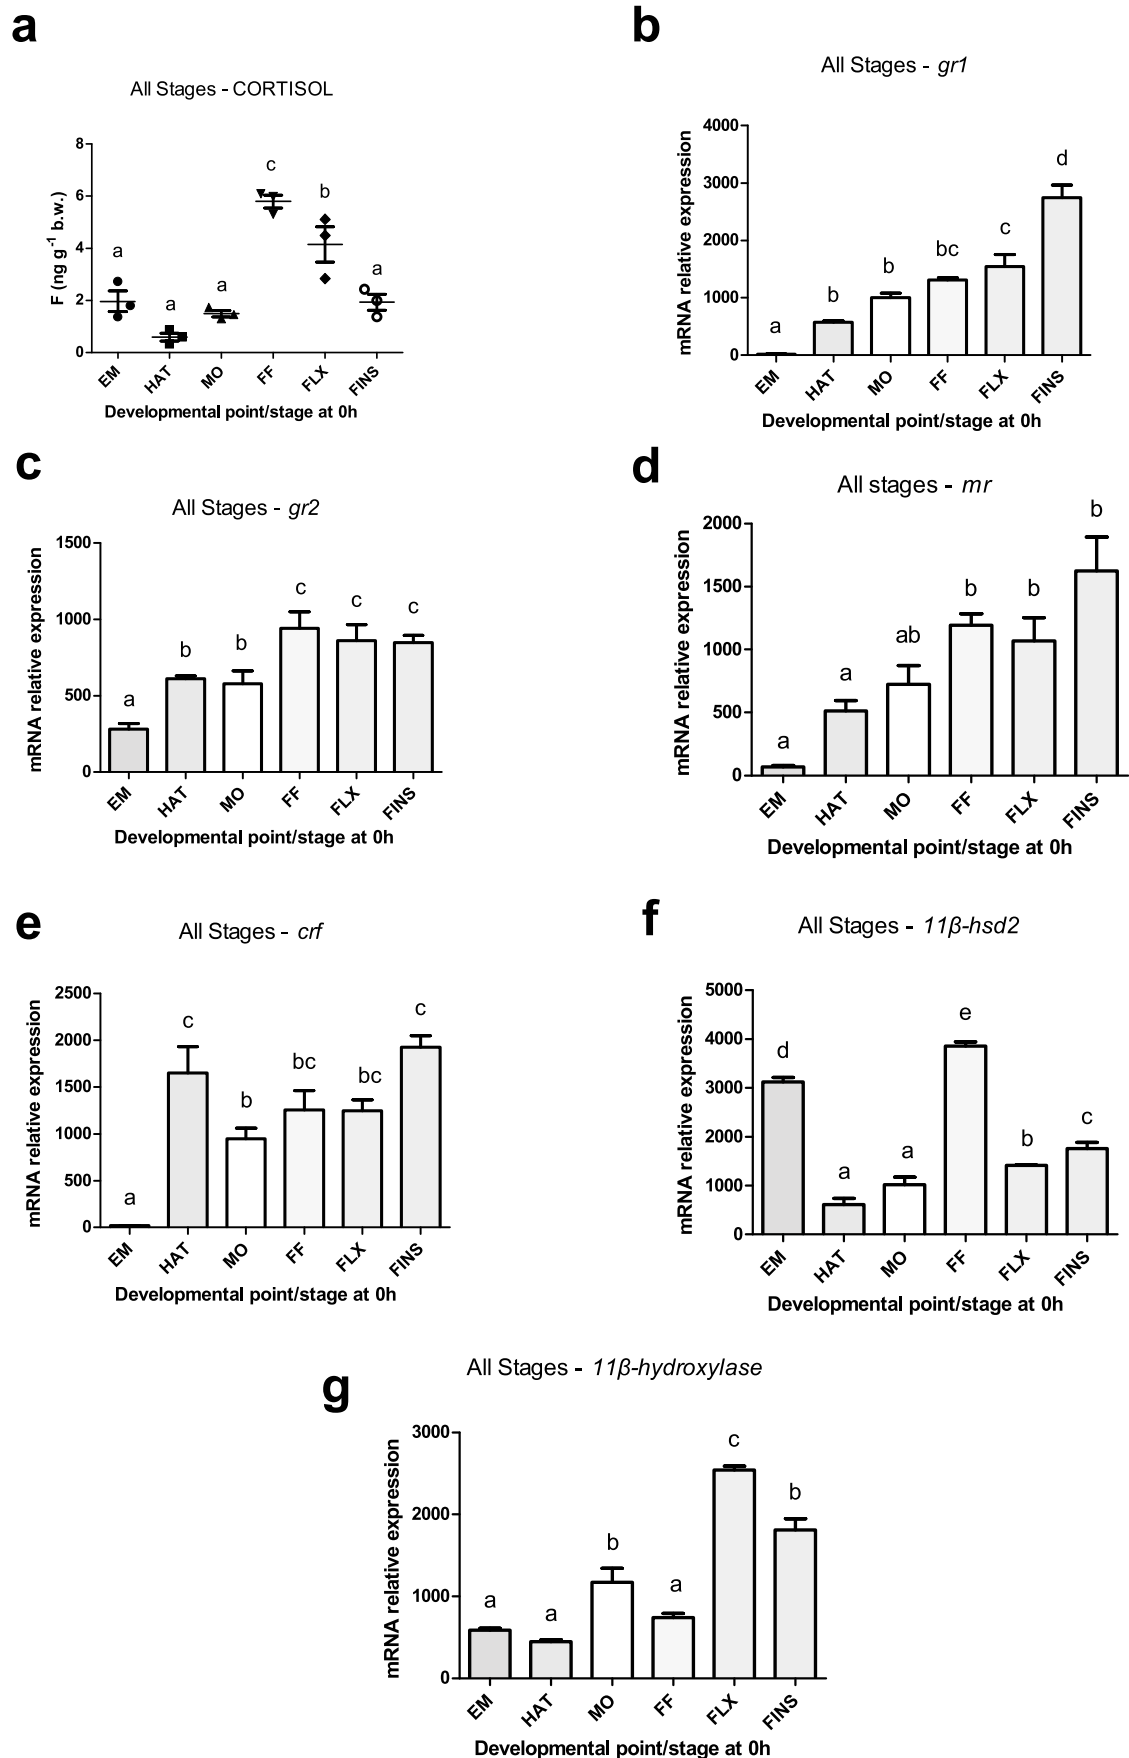 a
All Stages - CORTISOL
F (ng g⁻¹ b.w.)
8
6
4
2
0
a
a
a
c
b
a
EM
HAT
MO
FF
FLX
FINS
Developmental point/stage at 0h
b
All Stages - gr1
mRNA relative expression
4000
3000
2000
1000
0
a
b
b
bc
c
d
EM
HAT
MO
FF
FLX
FINS
Developmental point/stage at 0h
c
All Stages - gr2
mRNA relative expression
1500
1000
500
0
a
b
b
c
c
c
EM
HAT
MO
FF
FLX
FINS
Developmental point/stage at 0h
d
All stages - mr
mRNA relative expression
2000
1500
1000
500
0
a
a
ab
b
b
b
EM
HAT
MO
FF
FLX
FINS
Developmental point/stage at 0h
e
All Stages - crf
mRNA relative expression
2500
2000
1500
1000
500
0
a
c
b
bc
bc
c
EM
HAT
MO
FF
FLX
FINS
Developmental point/stage at 0h
f
All Stages - 11β-hsd2
mRNA relative expression
5000
4000
3000
2000
1000
0
d
a
a
e
b
c
EM
HAT
MO
FF
FLX
FINS
Developmental point/stage at 0h
g
All Stages - 11β-hydroxylase
mRNA relative expression
3000
2000
1000
0
a
a
b
a
c
b
EM
HAT
MO
FF
FLX
FINS
Developmental point/stage at 0h